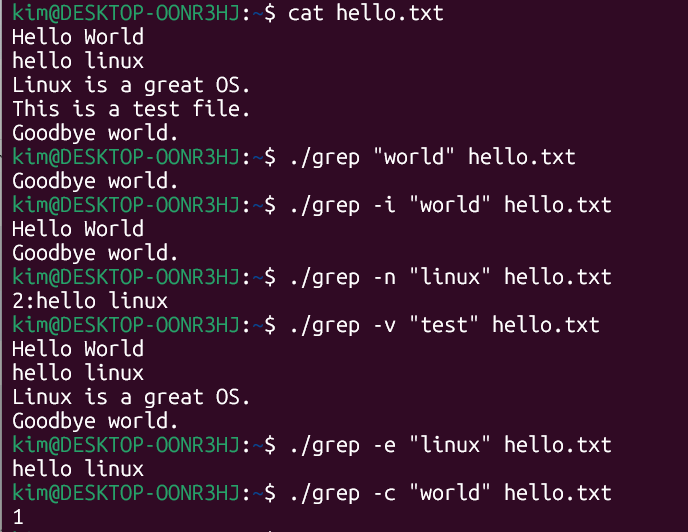 kim@DESKTOP-OONR3HJ:~$ cat hello.txt
Hello World
hello linux
Linux is a great OS.
This is a test file.
Goodbye world.
kim@DESKTOP-OONR3HJ:~$ ./grep "world" hello.txt
Goodbye world.
kim@DESKTOP-OONR3HJ:~$ ./grep -i "world" hello.txt
Hello World
Goodbye world.
kim@DESKTOP-OONR3HJ:~$ ./grep -n "linux" hello.txt
2:hello linux
kim@DESKTOP-OONR3HJ:~$ ./grep -v "test" hello.txt
Hello World
hello linux
Linux is a great OS.
Goodbye world.
kim@DESKTOP-OONR3HJ:~$ ./grep -e "linux" hello.txt
hello linux
kim@DESKTOP-OONR3HJ:~$ ./grep -c "world" hello.txt
1